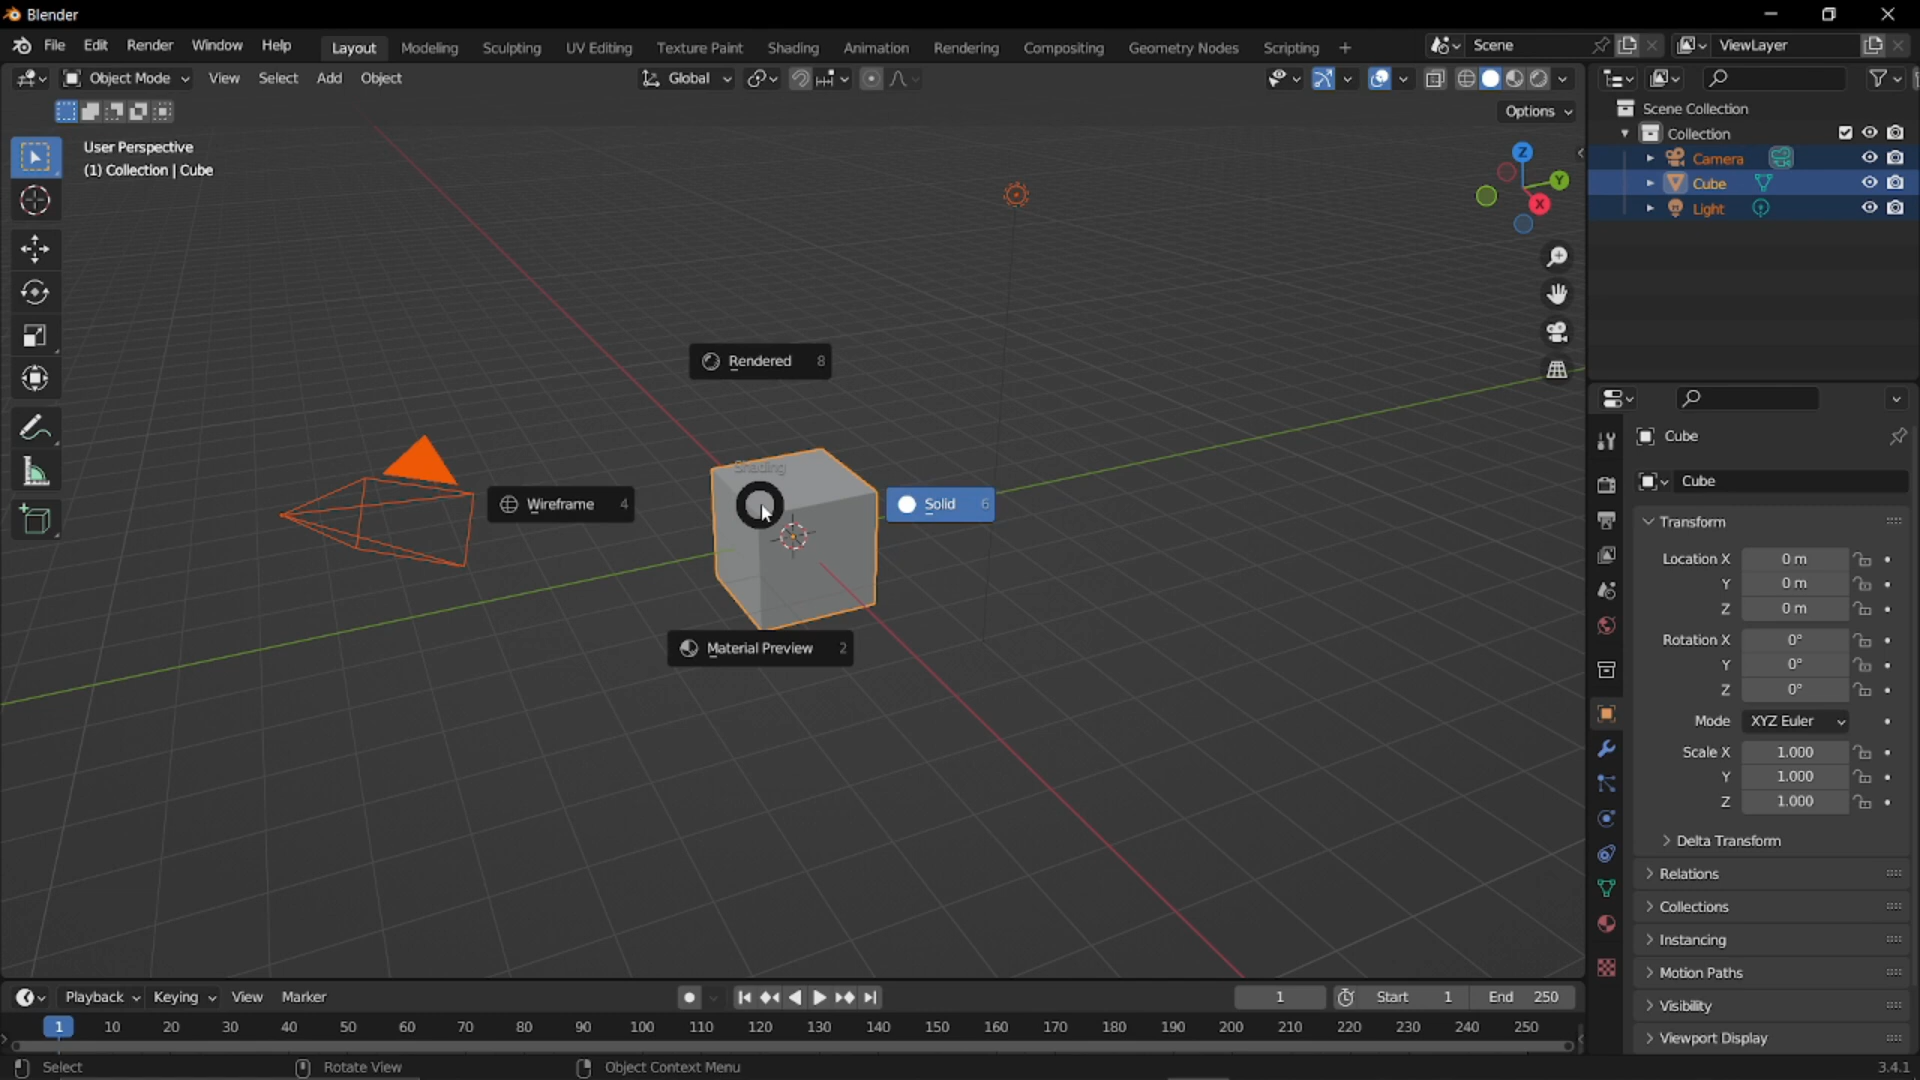 Blender
File Edit Render Window Help Layout Modeling Sculpting UV Editing Texture Paint Shading Animation Rendering Compositing Geometry Nodes Scripting + Scene ViewLayer
Object Mode View Select Add Object Global
Options
User Perspective
(1) Collection | Cube
Z
Y
X
Scene Collection
Collection
Camera
Cube
Light
Rendered 8
Shading
Wireframe 4
Solid 6
Material Preview 2
Cube
Cube
Transform
Location X 0 m
Y 0 m
Z 0 m
Rotation X 0°
Y 0°
Z 0°
Mode XYZ Euler
Scale X 1.000
Y 1.000
Z 1.000
Delta Transform
Relations
Collections
Instancing
Motion Paths
Visibility
Viewport Display
Playback Keying View Marker 1 Start 1 End 250
1 10 20 30 40 50 60 70 80 90 100 110 120 130 140 150 160 170 180 190 200 210 220 230 240 250
Select Rotate View Object Context Menu 3.4.1